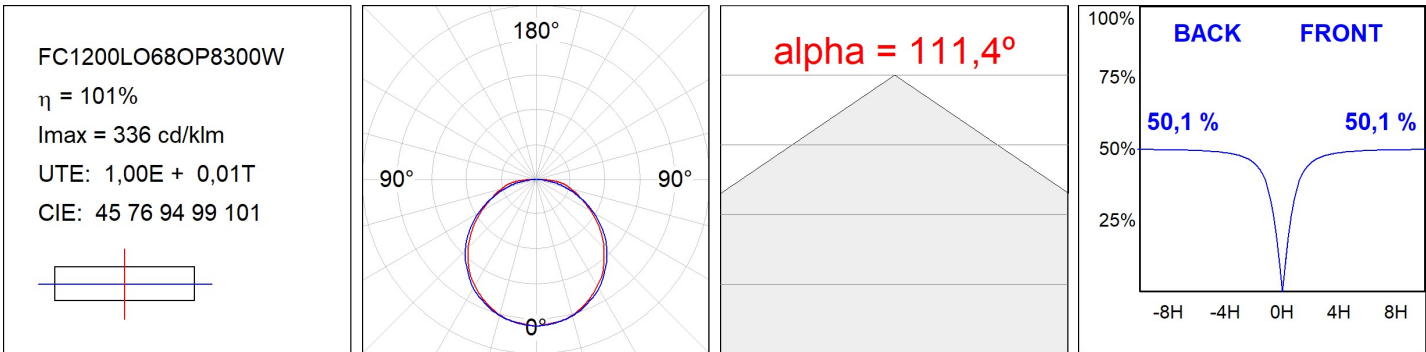 FC1200LO68OP8300W
η = 101%
Imax = 336 cd/klm
UTE: 1,00E + 0,01T
CIE: 45 76 94 99 101
180°
90° 90°
0°
alpha = 111,4º
100%
BACK FRONT
75%
50,1 % 50,1 %
50%
25%
-8H -4H 0H 4H 8H